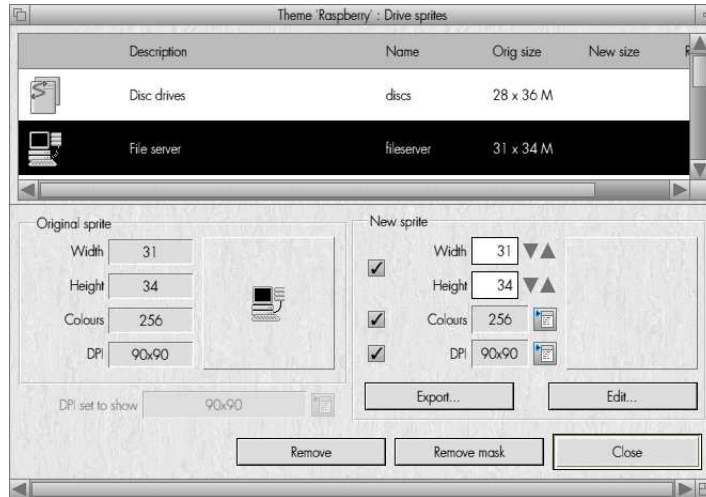 Theme 'Raspberry' : Drive sprites
Description Name Orig size New size
Disc drives discs 28 x 36 M
File server fileserver 31 x 34 M
Original sprite
Width 31
Height 34
Colours 256
DPI 90x90
New sprite
Width 31
Height 34
Colours 256
DPI 90x90
Export... Edit...
DPI set to show 90x90
Remove Remove mask Close